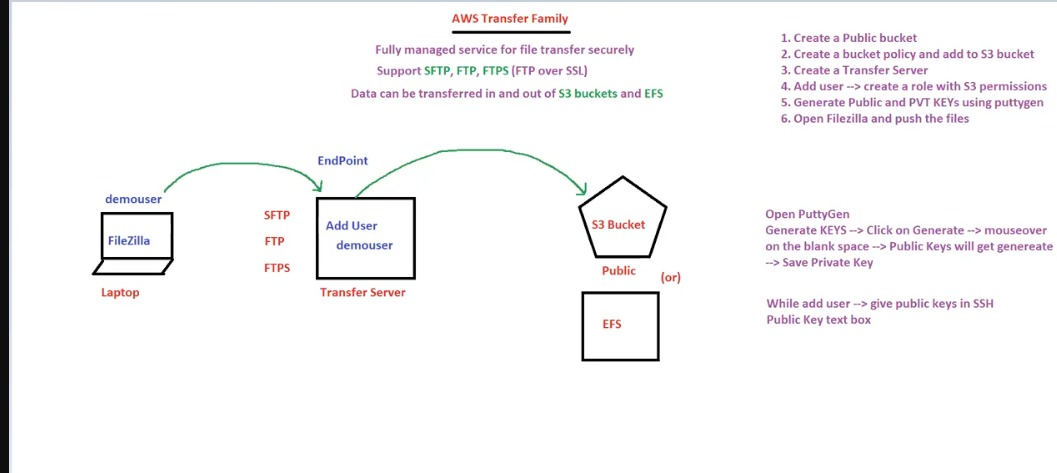 AWS Transfer Family
Fully managed service for file transfer securely
Support SFTP, FTP, FTPS (FTP over SSL)
Data can be transferred in and out of S3 buckets and EFS
1. Create a Public bucket
2. Create a bucket policy and add to S3 bucket
3. Create a Transfer Server
4. Add user --> create a role with S3 permissions
5. Generate Public and PVT KEYs using puttygen
6. Open Filezilla and push the files
EndPoint
demouser
FileZilla
Laptop
SFTP
FTP
FTPS
Add User
demouser
Transfer Server
S3 Bucket
Public
(or)
EFS
Open PuttyGen
Generate KEYS --> Click on Generate --> mouseover
on the blank space --> Public Keys will get genereate
--> Save Private Key
While add user --> give public keys in SSH
Public Key text box